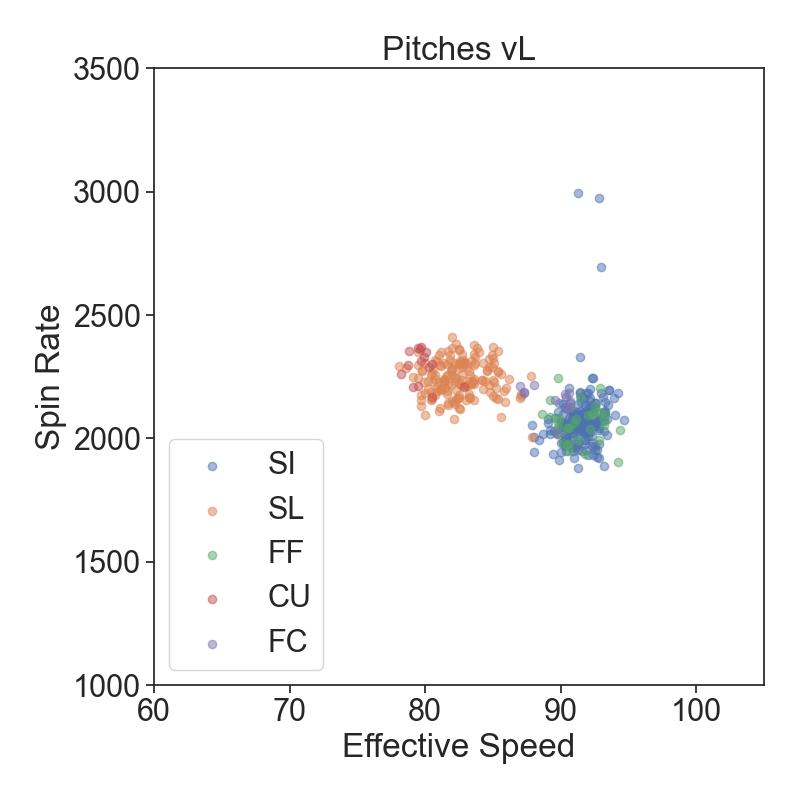 Pitches vL
3500
3000
2500
2000
1500
1000
Spin Rate
SI
SL
FF
CU
FC
60 70 80 90 100
Effective Speed